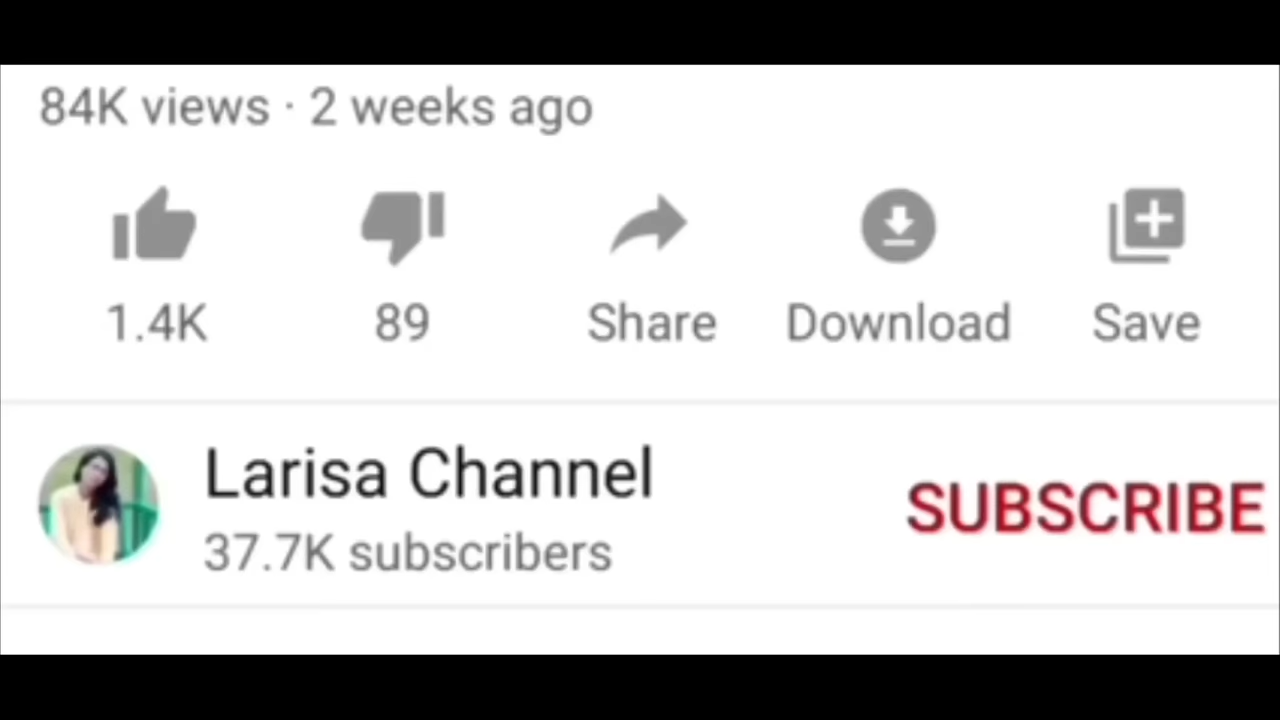 84K views · 2 weeks ago
1.4K 89 Share Download Save
Larisa Channel
SUBSCRIBE
37.7K subscribers